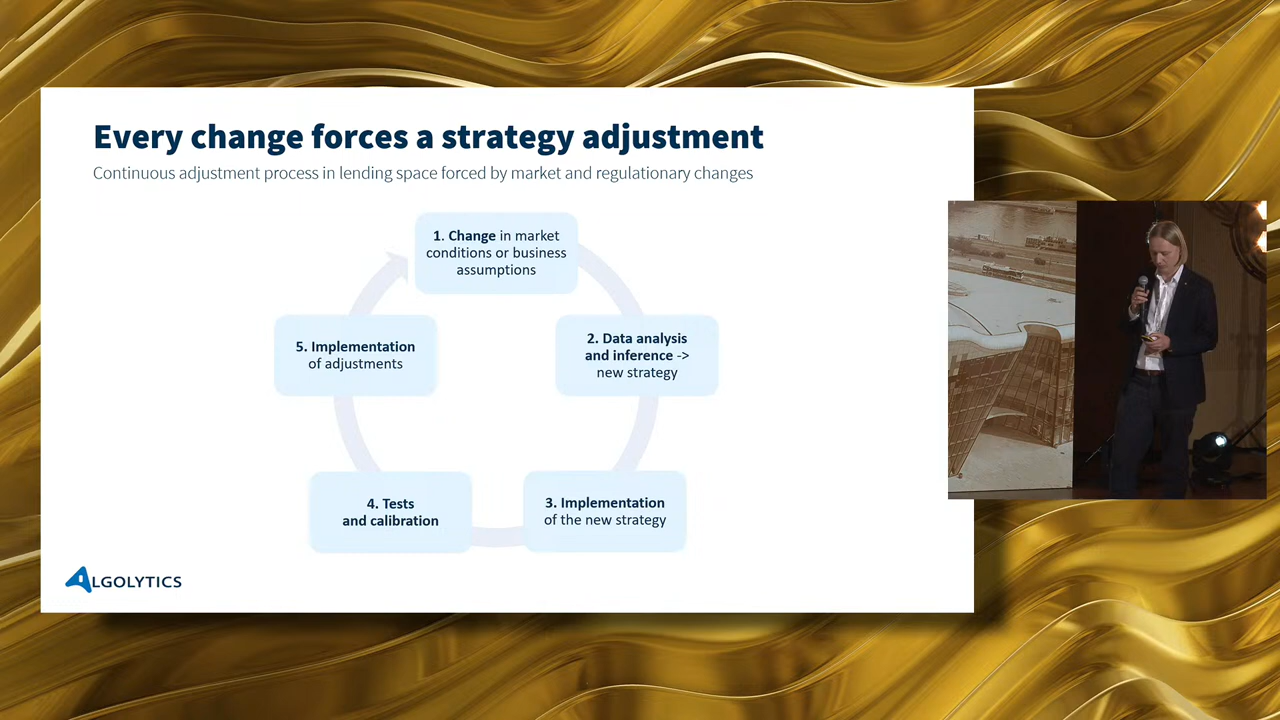 Every change forces a strategy adjustment
Continuous adjustment process in lending space forced by market and regulationary changes
1. Change in market
conditions or business
assumptions
2. Data analysis
and inference ->
new strategy
3. Implementation
of the new strategy
4. Tests
and calibration
5. Implementation
of adjustments
ALGOLYTICS